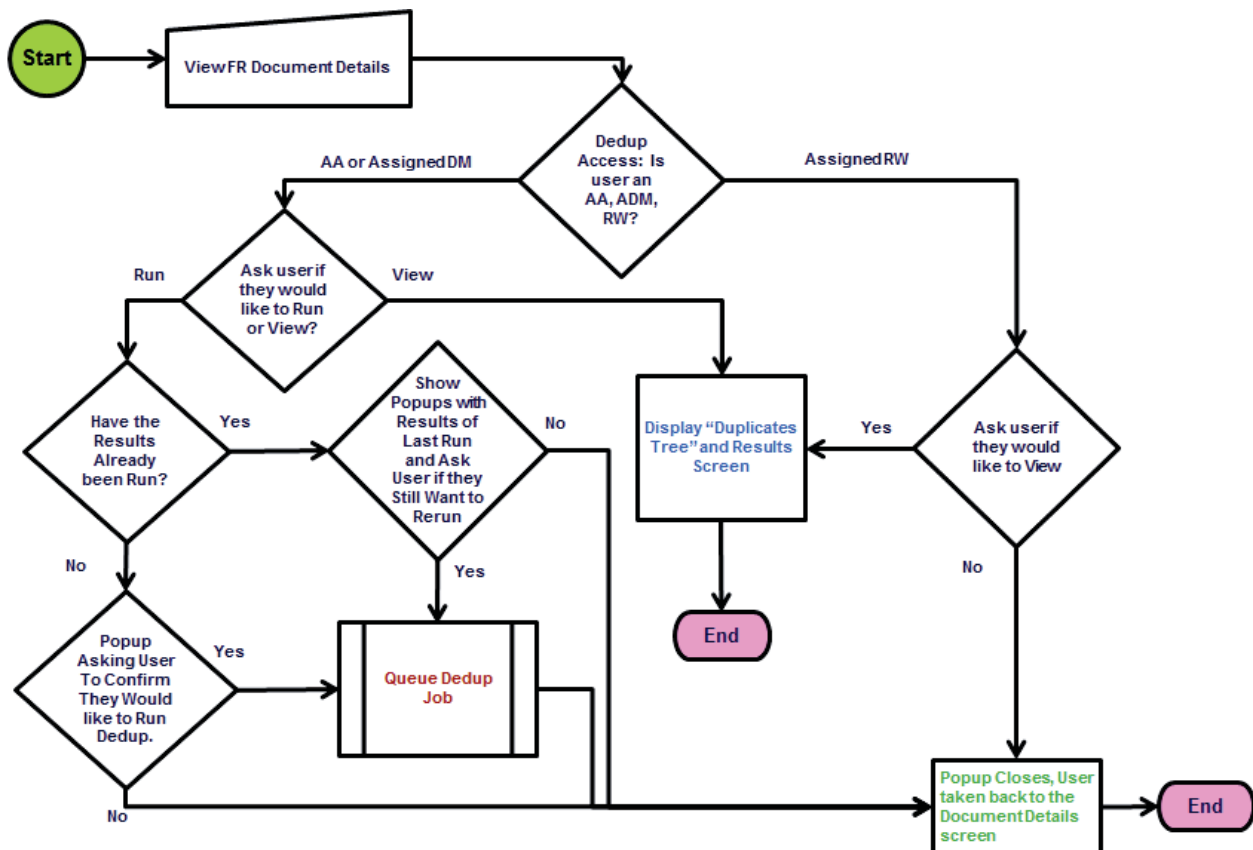 Start
View FR Document Details
Dedup
Access: Is
user an
AA, ADM,
RW?
AA or Assigned DM
Assigned RW
Ask user if
they would
like to Run
or View?
Run
View
Have the
Results
Already
been Run?
Yes
Show
Popups with
Results of
Last Run
and Ask
User if they
Still Want to
Rerun
No
Display “Duplicates
Tree” and Results
Screen
Yes
Ask user if
they would
like to View
No
Yes
No
End
Popup
Asking User
To Confirm
They Would
like to Run
Dedup.
Yes
Queue Dedup
Job
No
Popup Closes, User
taken back to the
Document Details
screen
End